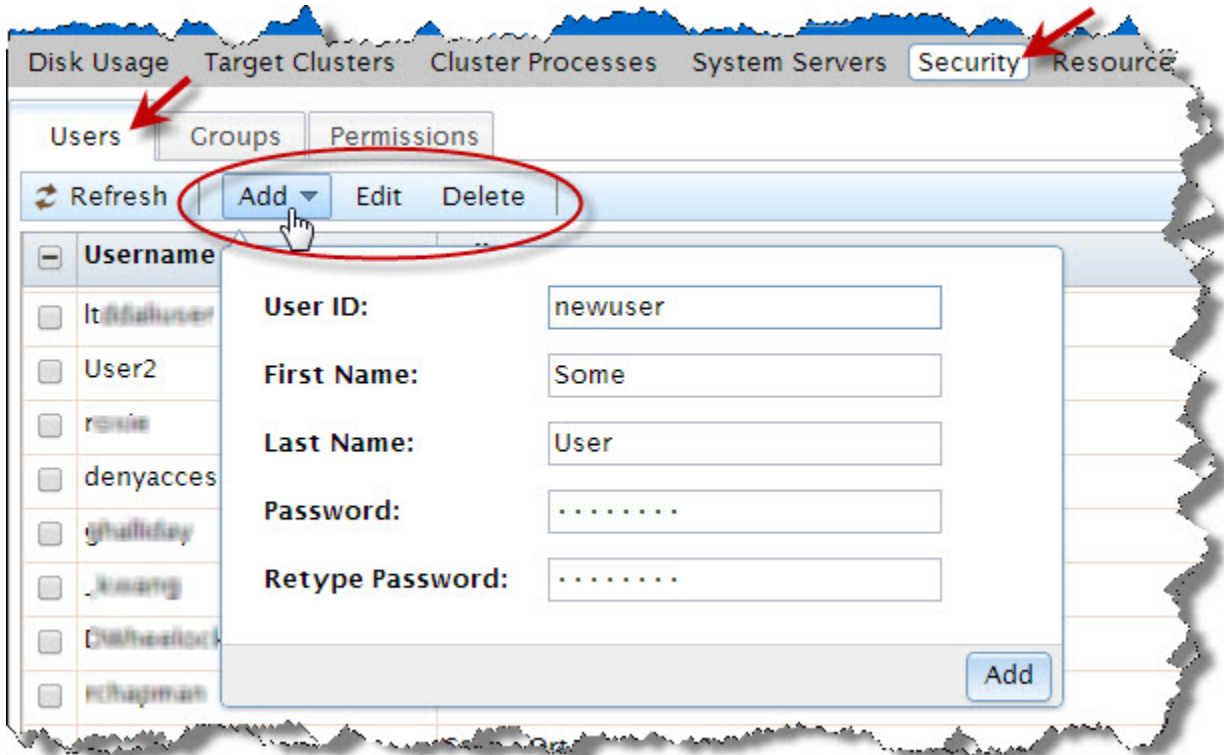 Disk Usage Target Clusters Cluster Processes System Servers Security Resource
Users Groups Permissions
Refresh Add Edit Delete
Username
User ID: newuser
User2
First Name: Some
Last Name: User
denyacces
Password: ········
Retype Password: ········
Add